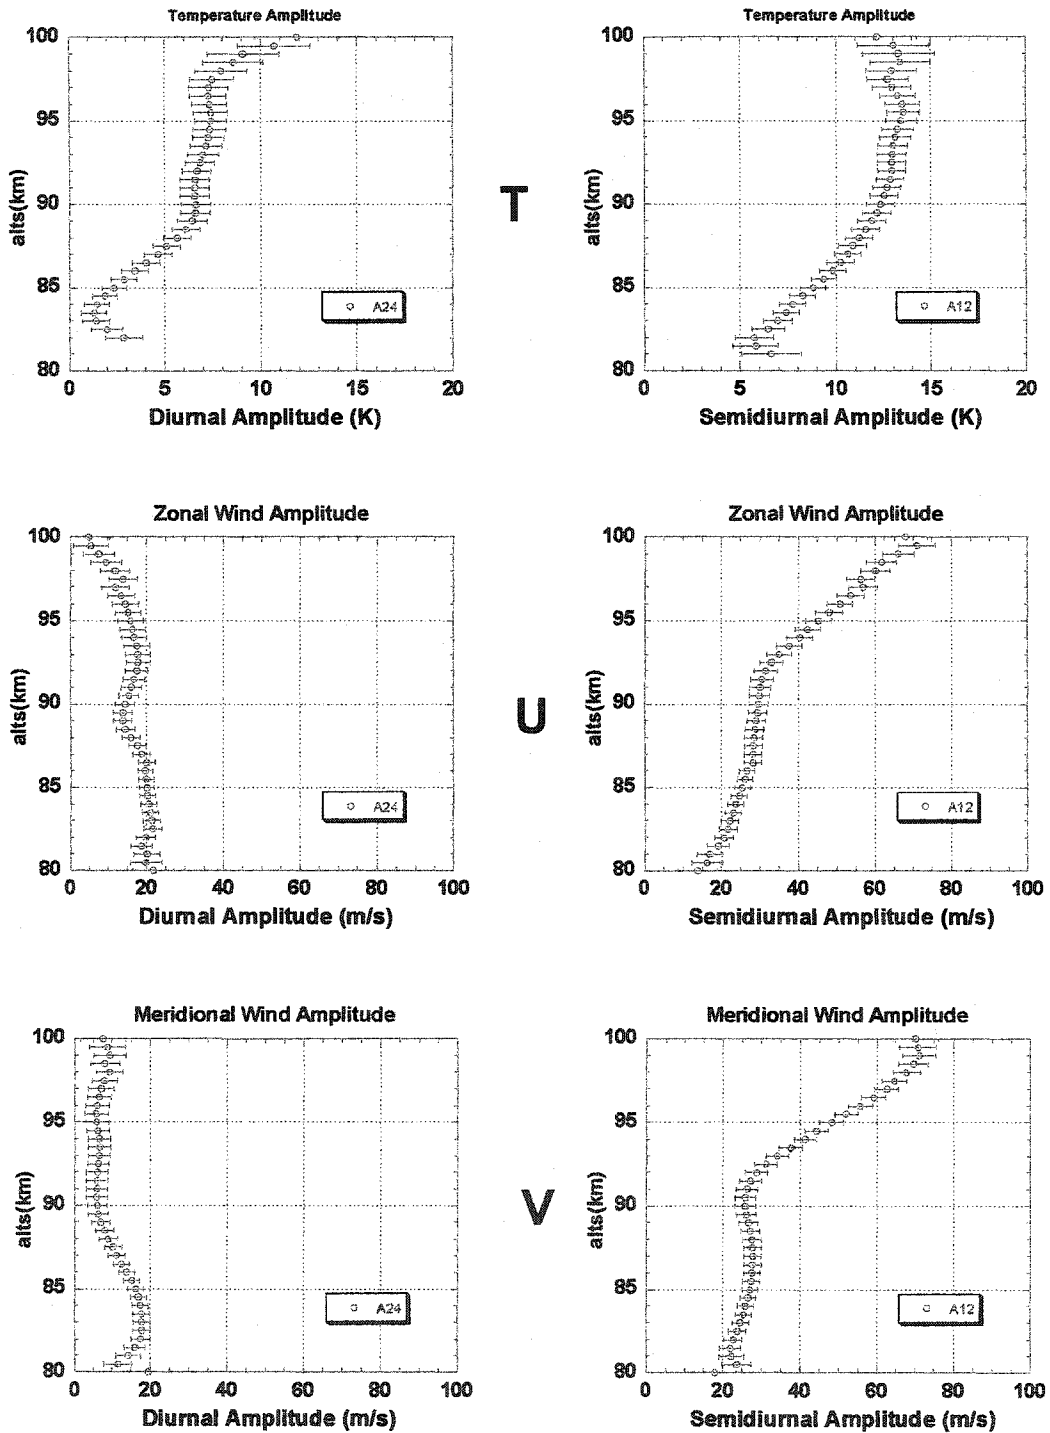 Temperature Amplitude
100
95
90
85
80
alts(km)
A24
0 5 10 15 20
Diurnal Amplitude (K)
T
Temperature Amplitude
100
95
90
85
80
alts(km)
A12
0 5 10 15 20
Semidiurnal Amplitude (K)
Zonal Wind Amplitude
100
95
90
85
80
alts(km)
A24
0 20 40 60 80 100
Diurnal Amplitude (m/s)
U
Zonal Wind Amplitude
100
95
90
85
80
alts(km)
A12
0 20 40 60 80 100
Semidiurnal Amplitude (m/s)
Meridional Wind Amplitude
100
95
90
85
80
alts(km)
A24
0 20 40 60 80 100
Diurnal Amplitude (m/s)
V
Meridional Wind Amplitude
100
95
90
85
80
alts(km)
A12
0 20 40 60 80 100
Semidiurnal Amplitude (m/s)